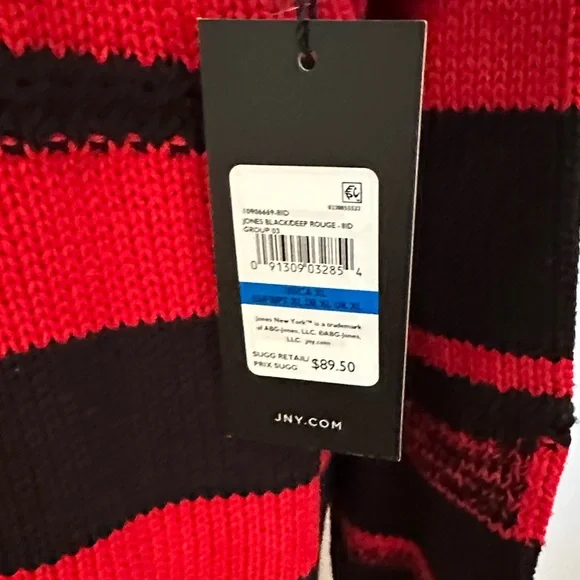 10906669-BID
JONES BLACK/DEEP ROUGE - BID
GROUP 03
0 91309 03285 4
Jones New York™ is a trademark
of ABG-Jones, LLC. ©ABG-Jones,
LLC. jny.com
SUGG RETAIL/
PRIX SUGG $89.50
JNY.COM